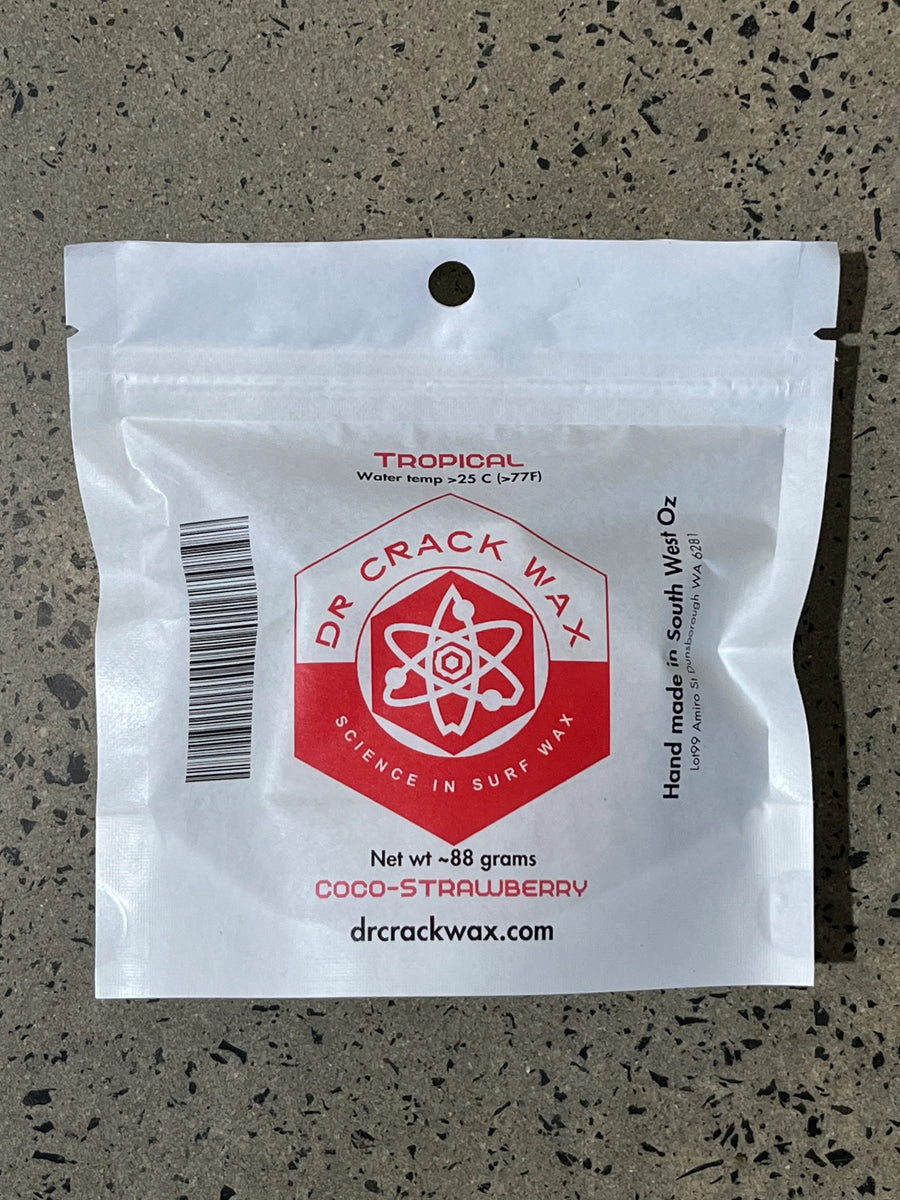 TROPICAL
Water temp >25 C (>77F)
DR CRACK WAX
SCIENCE IN SURF WAX
Net wt ~88 grams
COCO-STRAWBERRY
drcrackwax.com
Hand made in South West Oz
Lot99 Amiro St Dunsborough WA 6281